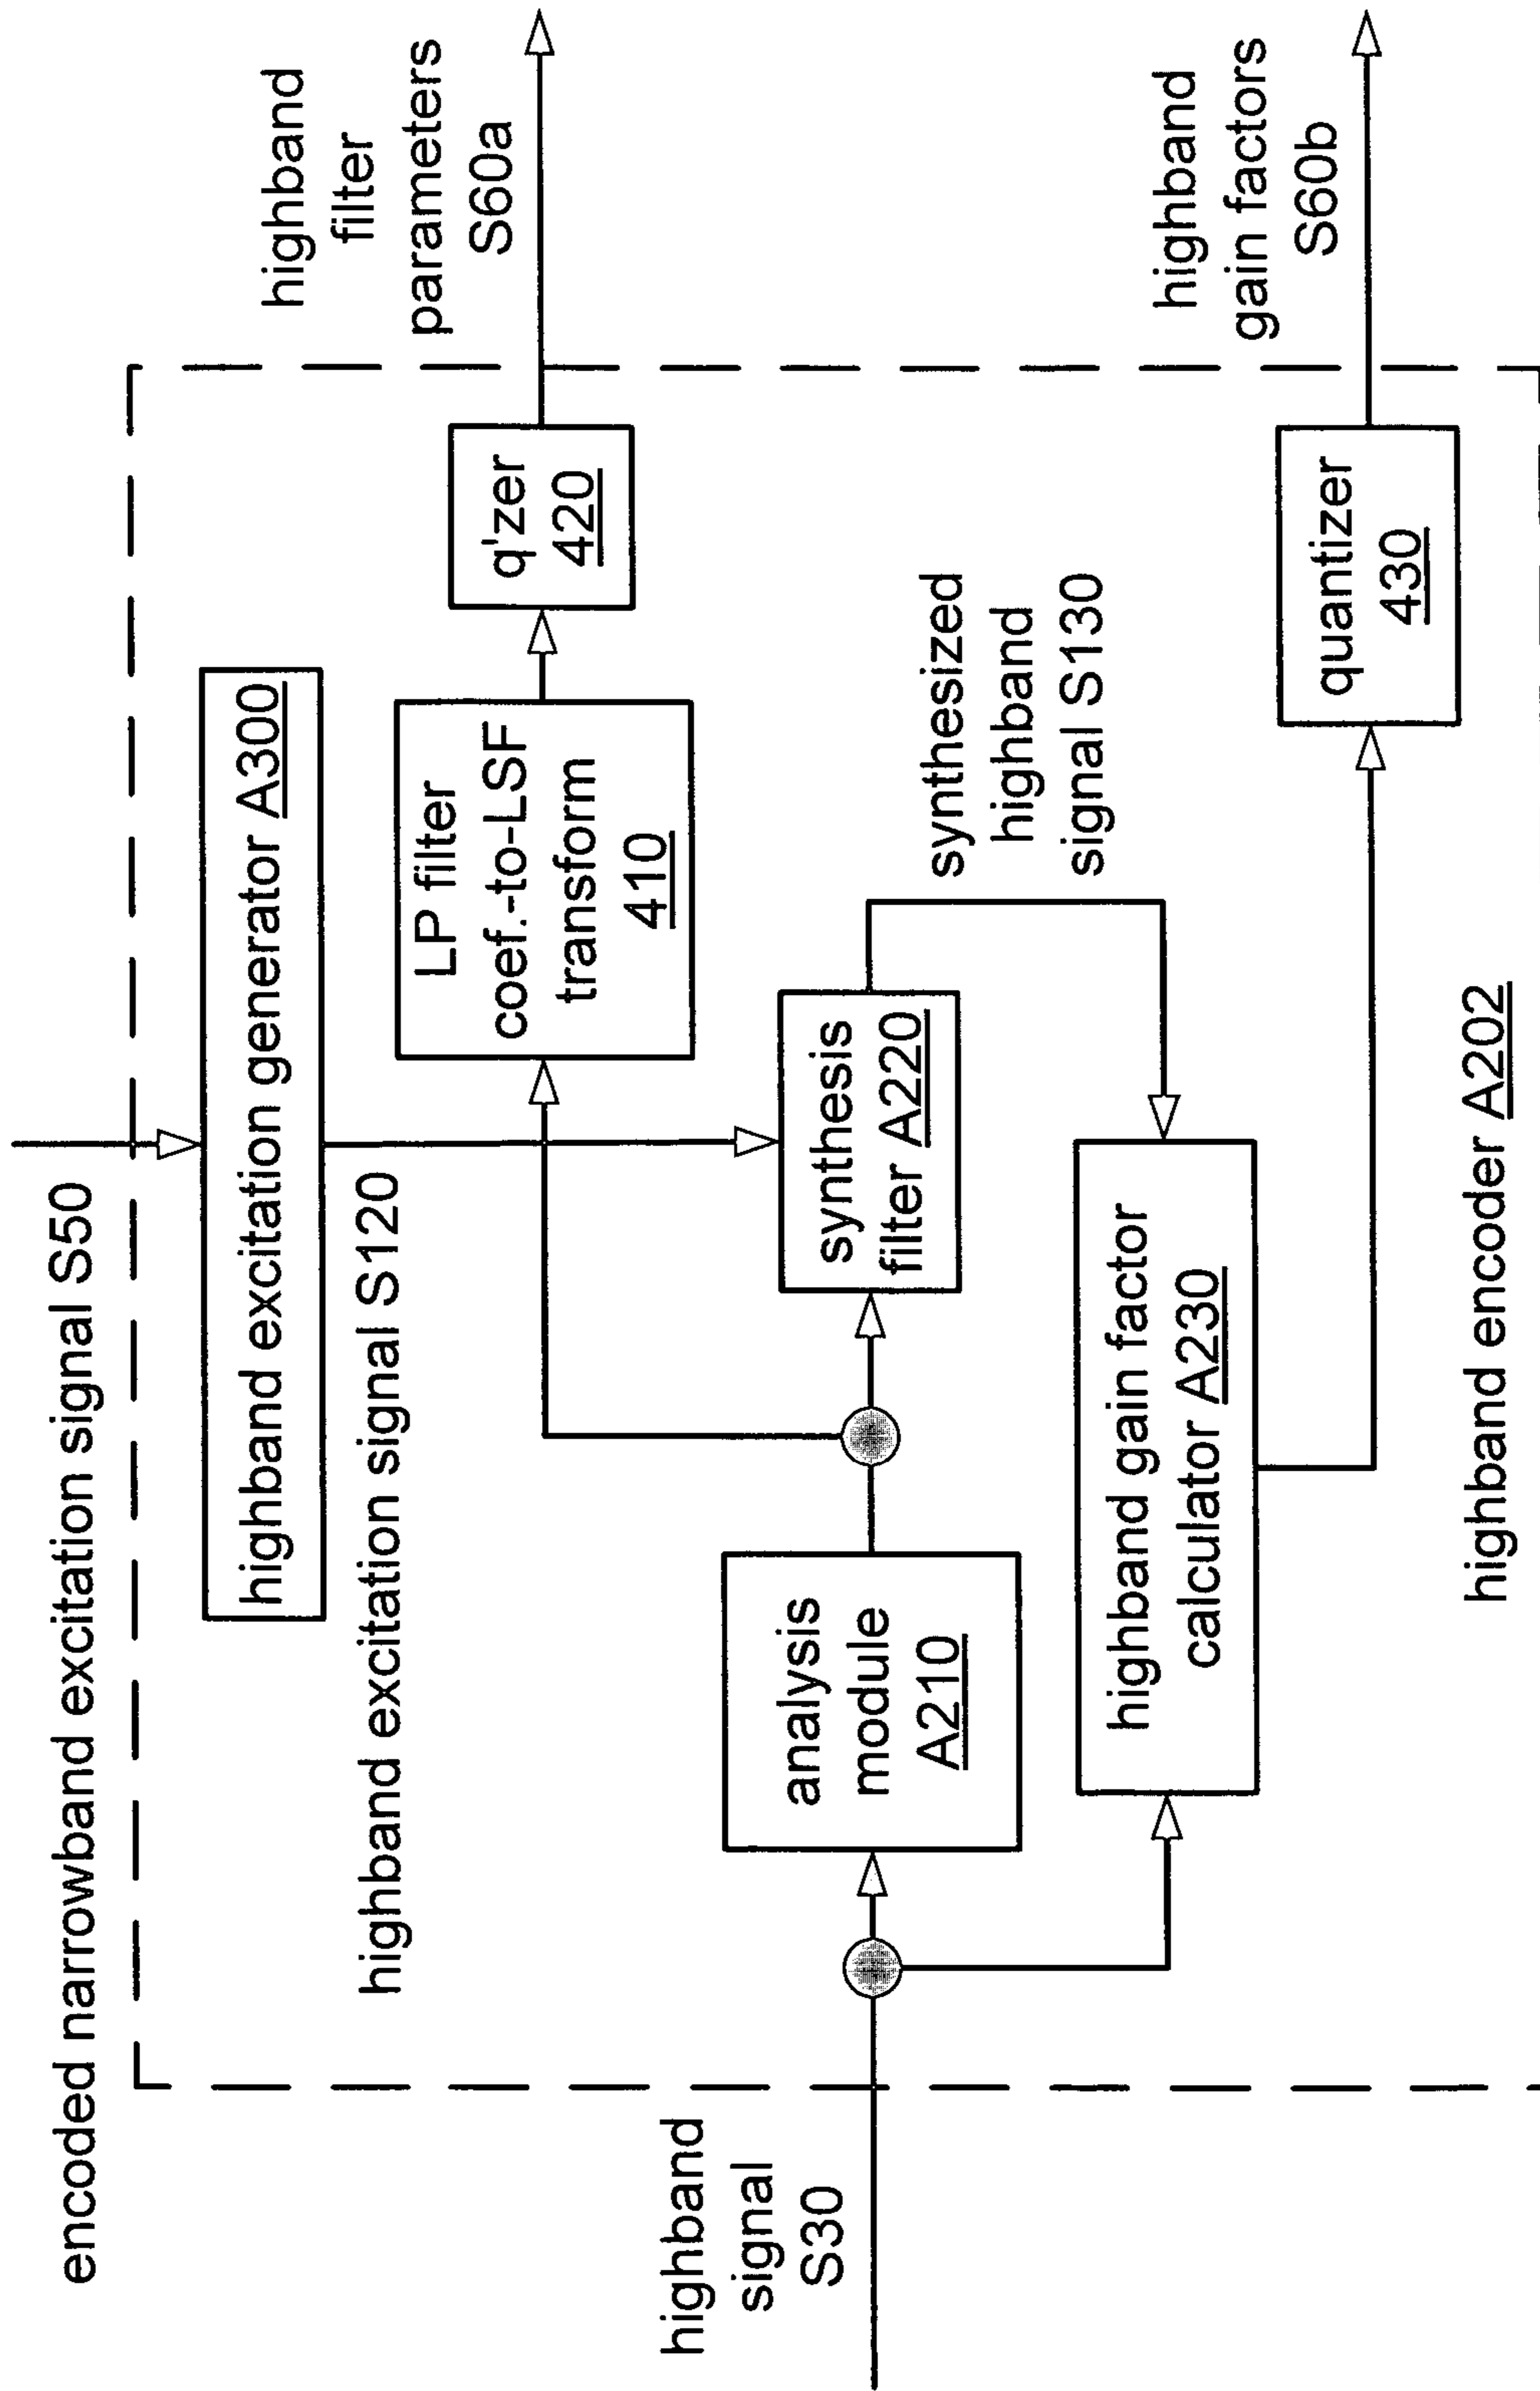 encoded narrowband excitation signal S50
highband excitation generator A300
highband excitation signal S120
highband
filter
parameters
S60a
LP filter
coef.-to-LSF
transform
410
q'zer
420
highband
signal
S30
analysis
module
A210
synthesis
filter A220
synthesized
highband
signal S130
highband gain factor
calculator A230
quantizer
430
highband
gain factors
S60b
highband encoder A202